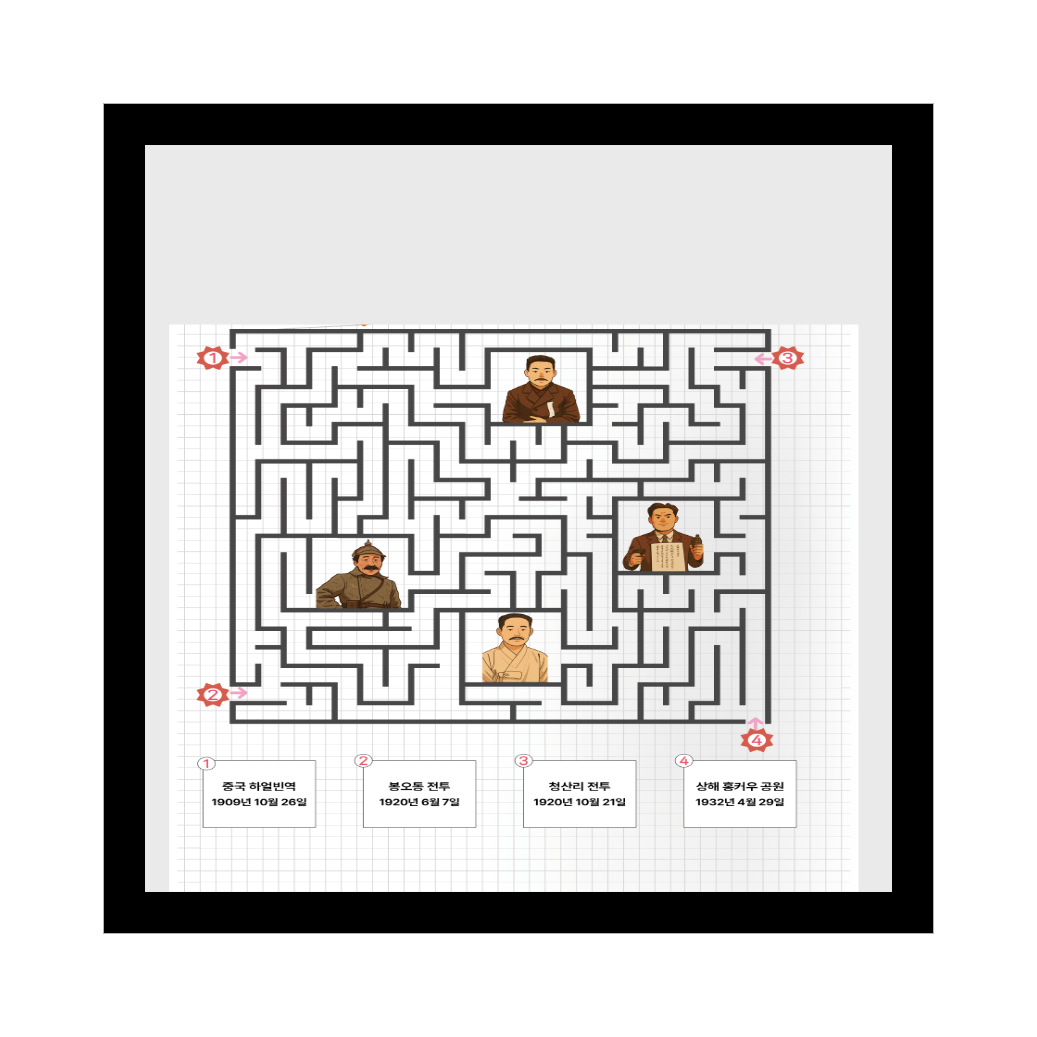 1
3
2
4
1
중국 하얼빈역
1909년 10월 26일
2
봉오동 전투
1920년 6월 7일
3
청산리 전투
1920년 10월 21일
4
상해 홍커우 공원
1932년 4월 29일